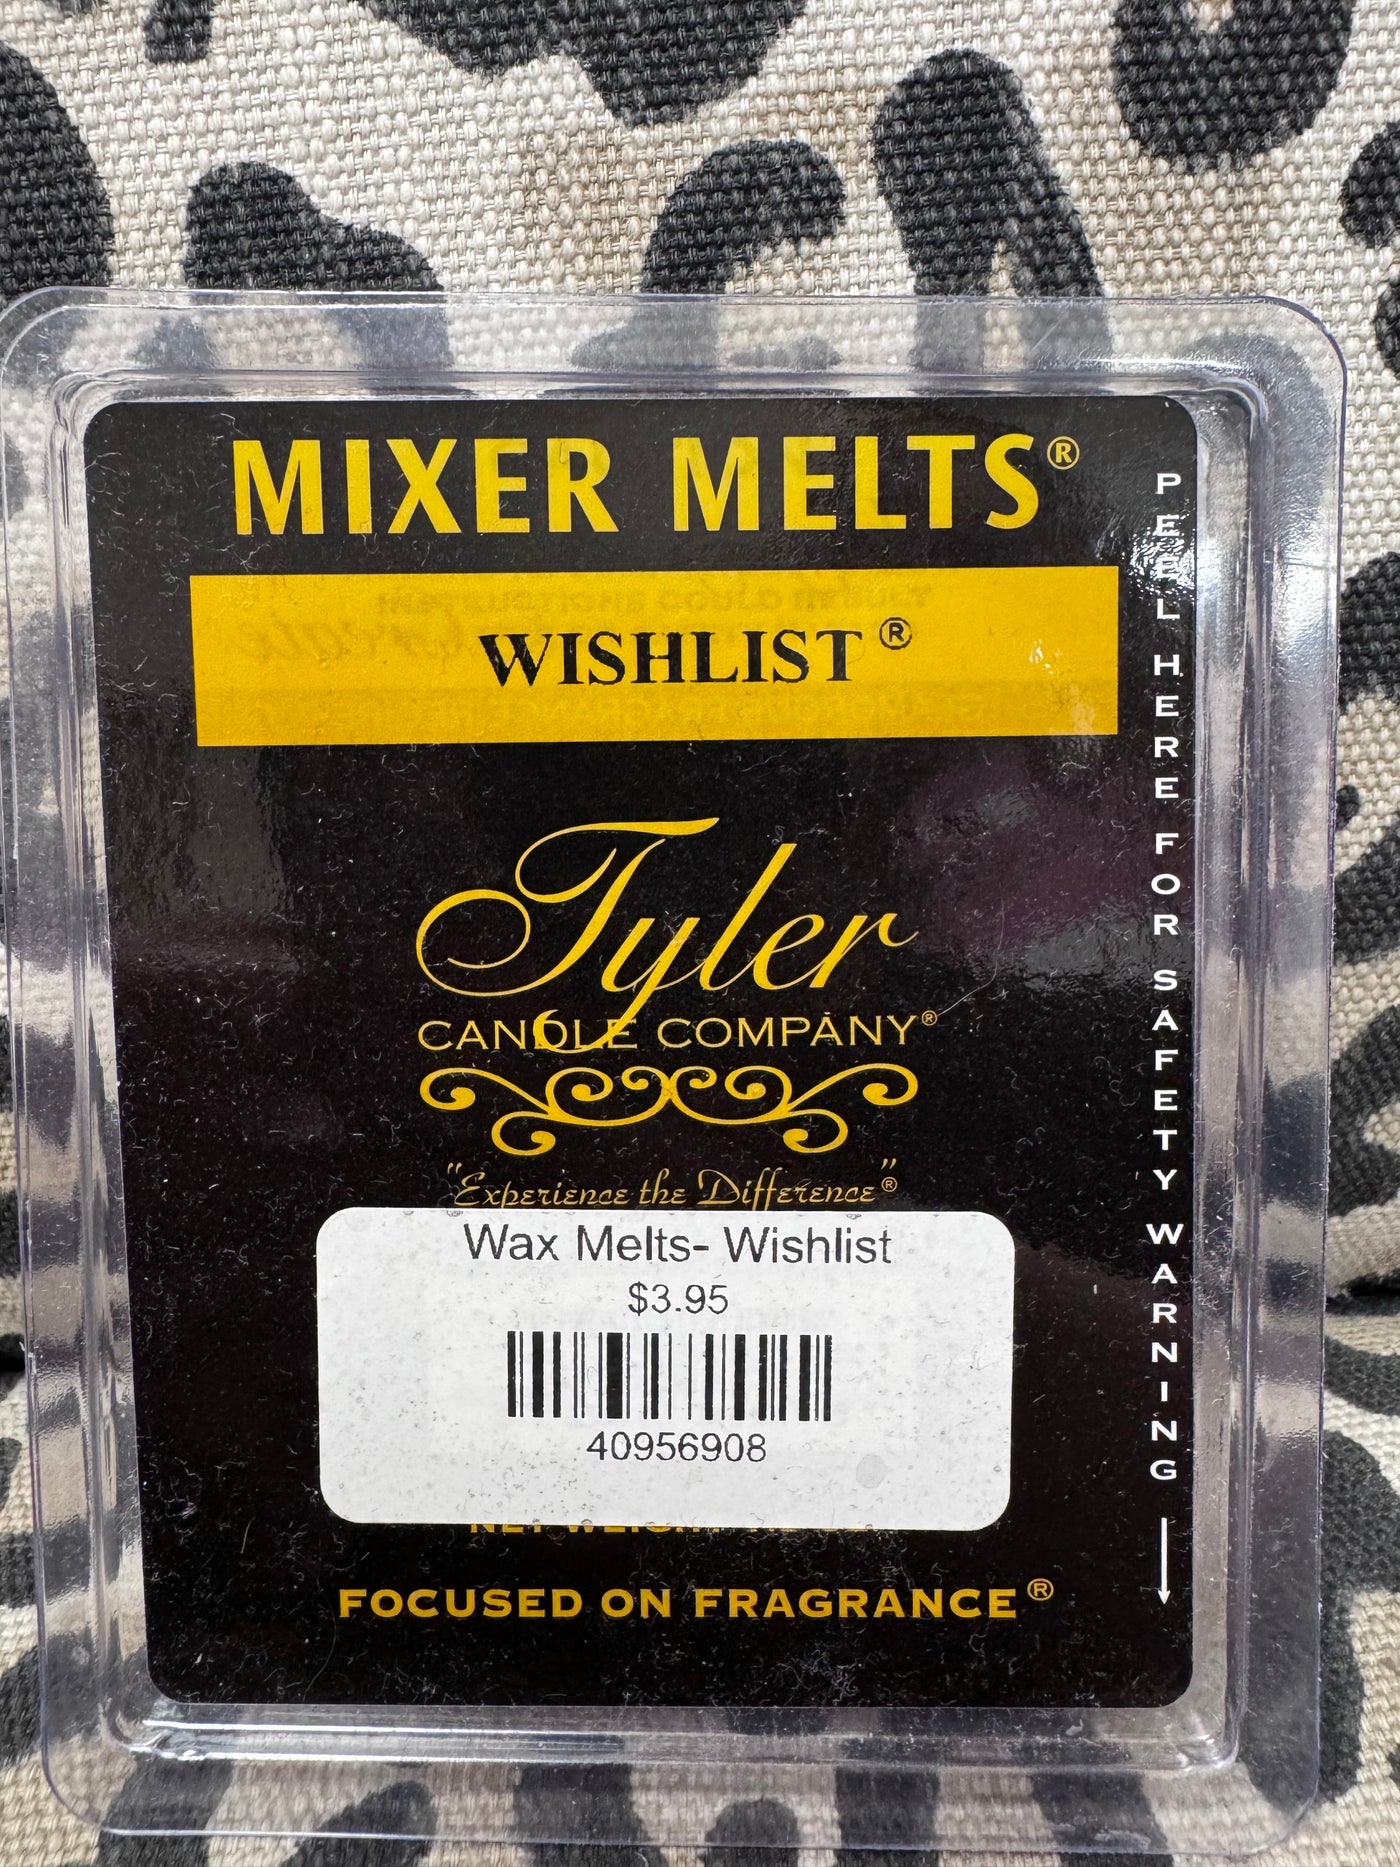 MIXER MELTS®
WISHLIST®
Tyler
CANDLE COMPANY®
"Experience the Difference"®
Wax Melts- Wishlist
$3.95
40956908
FOCUSED ON FRAGRANCE®
PEEL HERE FOR SAFETY WARNING